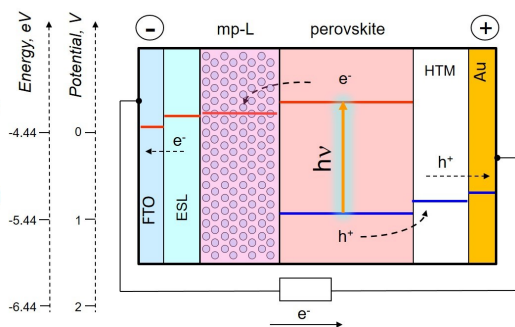 -
mp-L
perovskite
+
Energy, eV
Potential, V
e-
HTM
Au
-4.44
0
e-
hν
h+
FTO
ESL
-5.44
1
h+
-6.44
2
e-